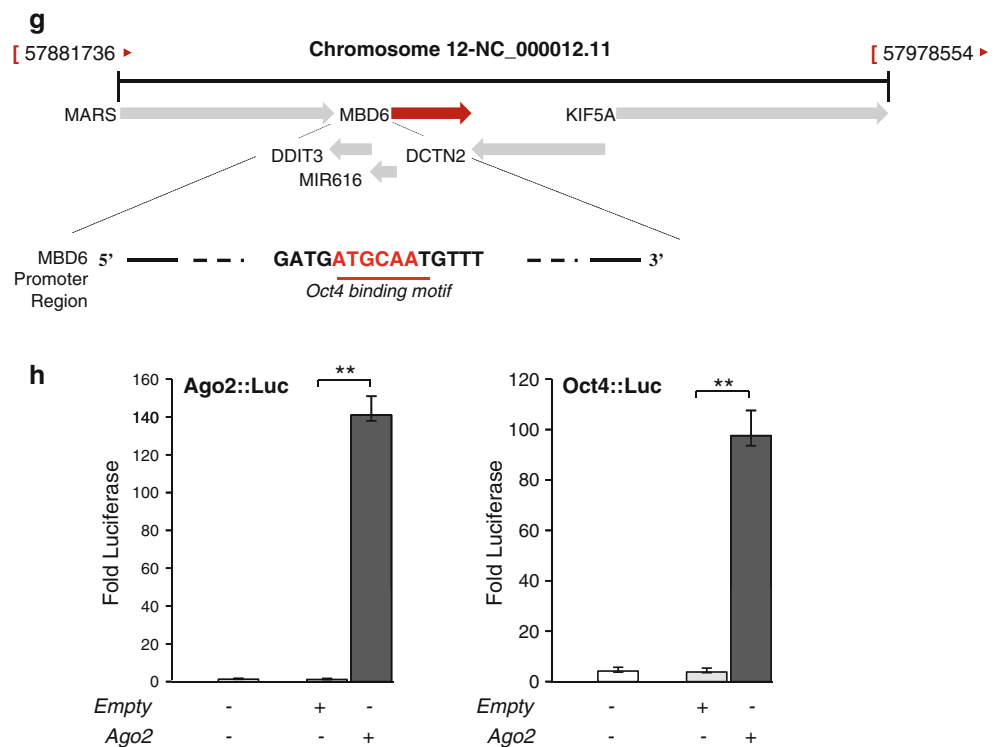 g
[ 57881736 ▸ Chromosome 12-NC_000012.11 [ 57978554 ▸
MARS MBD6 KIF5A
DDIT3 DCTN2
MIR616
MBD6 5’ GATGATGCAATGTTT 3’
Promoter
Region
Oct4 binding motif
h
Ago2::Luc **
160
140
120
100
80
60
40
20
0
Fold Luciferase
Empty - + -
Ago2 - - +
Oct4::Luc **
120
100
80
60
40
20
0
Fold Luciferase
Empty - + -
Ago2 - - +